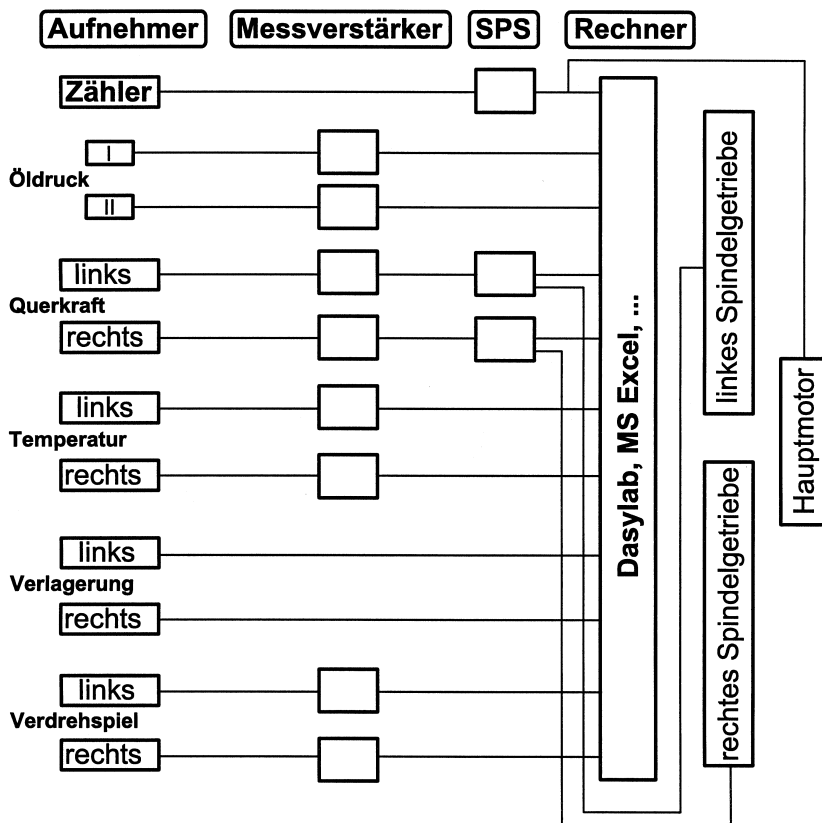 Aufnehmer Messverstärker SPS Rechner
Zähler
I
Öldruck
II
links
Querkraft
rechts
links
Temperatur
rechts
links
Verlagerung
rechts
links
Verdrehspiel
rechts
Dasylab, MS Excel, ...
linkes Spindelgetriebe
rechtes Spindelgetriebe
Hauptmotor